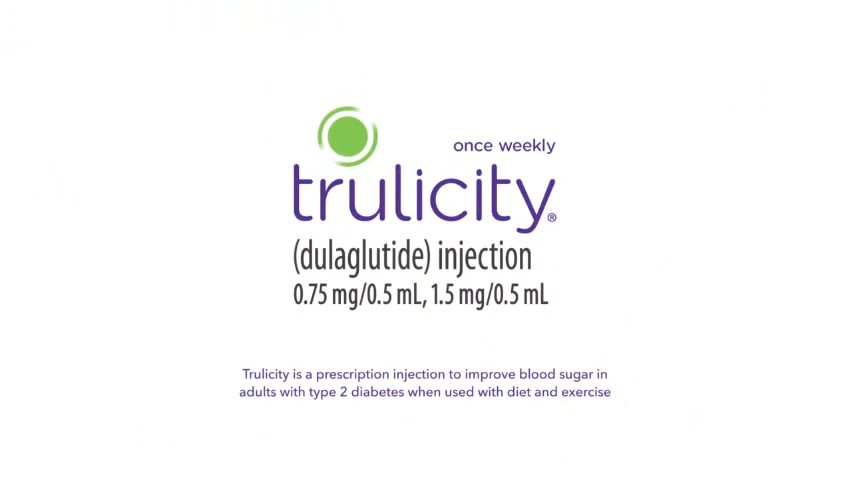 once weekly
trulicity®
(dulaglutide) injection
0.75 mg/0.5 mL, 1.5 mg/0.5 mL
Trulicity is a prescription injection to improve blood sugar in
adults with type 2 diabetes when used with diet and exercise